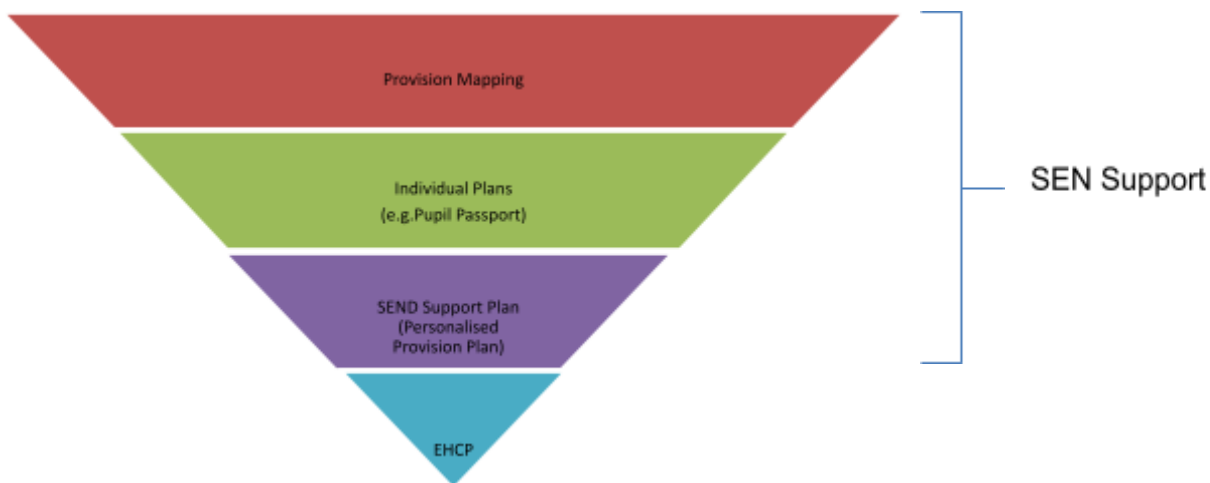 Provision Mapping
Individual Plans
(e.g.Pupil Passport)
SEN Support
SEND Support Plan
(Personalised
Provision Plan)
EHCP